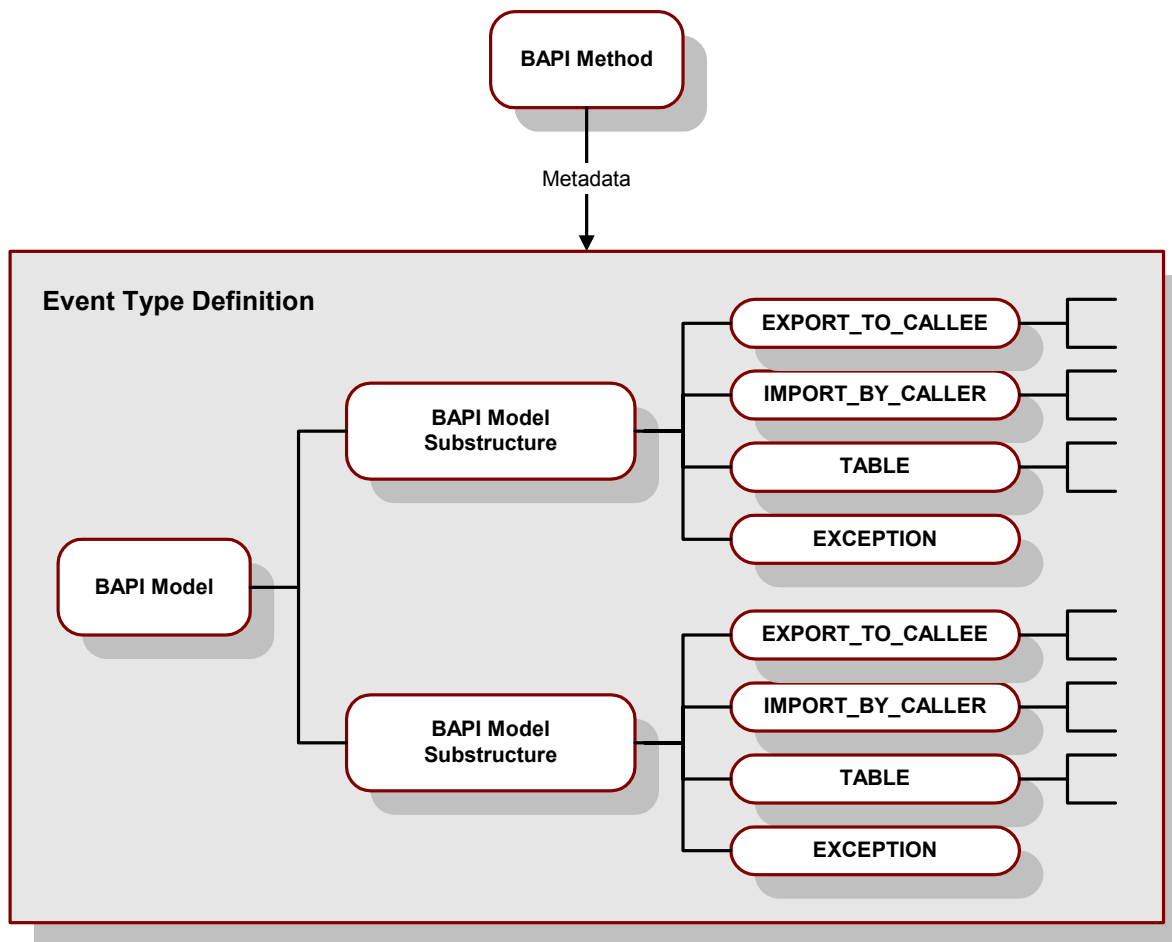 BAPI Method
Metadata
Event Type Definition
EXPORT_TO_CALLEE
IMPORT_BY_CALLER
BAPI Model
Substructure
TABLE
EXCEPTION
BAPI Model
EXPORT_TO_CALLEE
IMPORT_BY_CALLER
BAPI Model
Substructure
TABLE
EXCEPTION